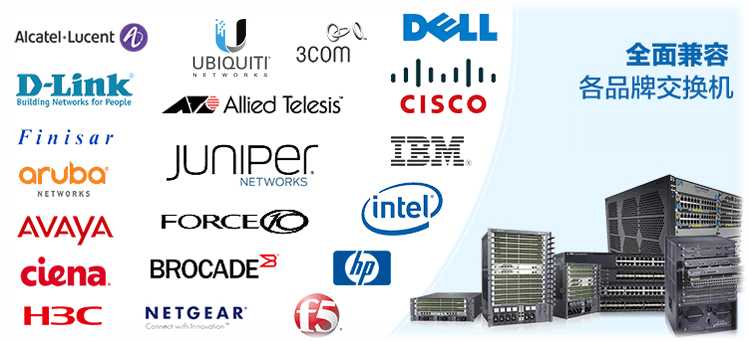 Alcatel·Lucent
UBIQUITI
NETWORKS
3COM
DELL
D-Link
Building Networks for People
Allied Telesis
CISCO
Finisar
JUNIPER
NETWORKS
IBM
aruba
NETWORKS
intel
AVAYA
FORCE10
ciena
BROCADE
hp
H3C
NETGEAR
Connect with Innovation
f5
全面兼容
各品牌交换机